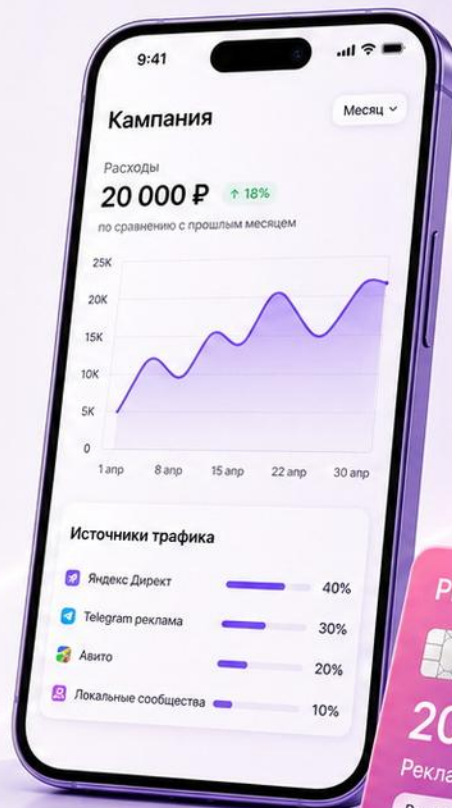 9:41
Кампания
Месяц
Расходы
20 000 ₽ ↑ 18%
по сравнению с прошлым месяцем
25K
20K
15K
10K
5K
0
1 апр 8 апр 15 апр 22 апр 30 апр
Источники трафика
Яндекс Директ 40%
Telegram реклама 30%
Авито 20%
Локальные сообщества 10%
20